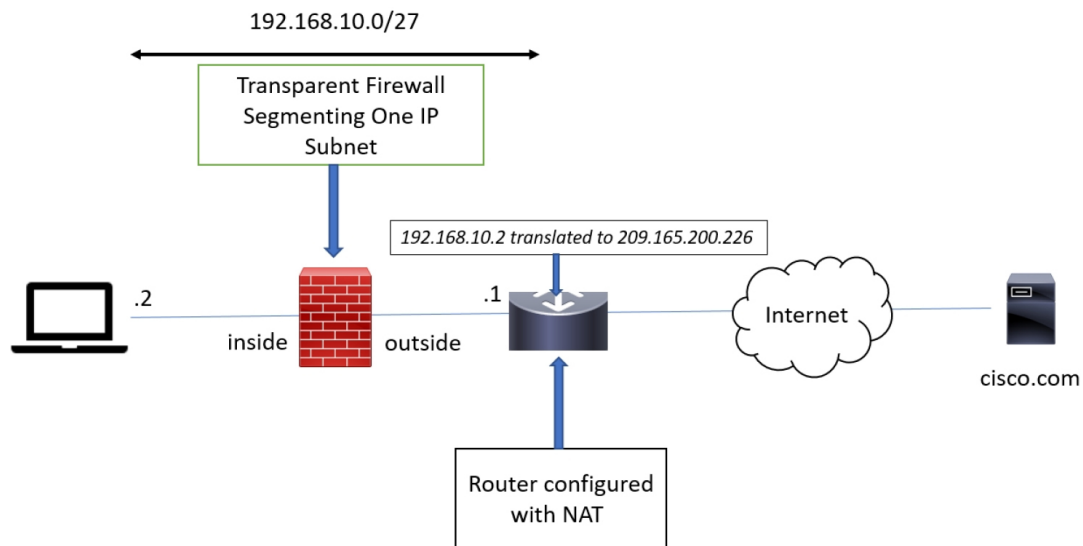 192.168.10.0/27
Transparent Firewall
Segmenting One IP
Subnet
192.168.10.2 translated to 209.165.200.226
.2
.1
inside
outside
Internet
cisco.com
Router configured
with NAT